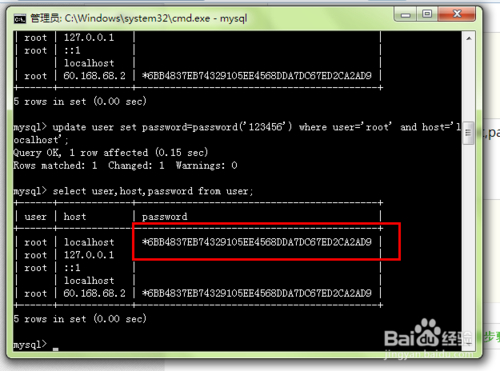 管理员: C:\Windows\system32\cmd.exe - mysql
| root | 127.0.0.1 |
| root | ::1 |
| | localhost |
| root | 60.168.68.2 | *6BB4837EB74329105EE4568DDA7DC67ED2CA2AD9 |
5 rows in set (0.00 sec)
mysql> update user set password=password('123456') where user='root' and host='l
ocalhost';
Query OK, 1 row affected (0.15 sec)
Rows matched: 1 Changed: 1 Warnings: 0
mysql> select user,host,password from user;
| user | host | password |
| root | localhost | *6BB4837EB74329105EE4568DDA7DC67ED2CA2AD9 |
| root | 127.0.0.1 |
| root | ::1 |
| | localhost |
| root | 60.168.68.2 | *6BB4837EB74329105EE4568DDA7DC67ED2CA2AD9 |
5 rows in set (0.00 sec)
mysql>
Baidu 经验
jingyan.baidu.com